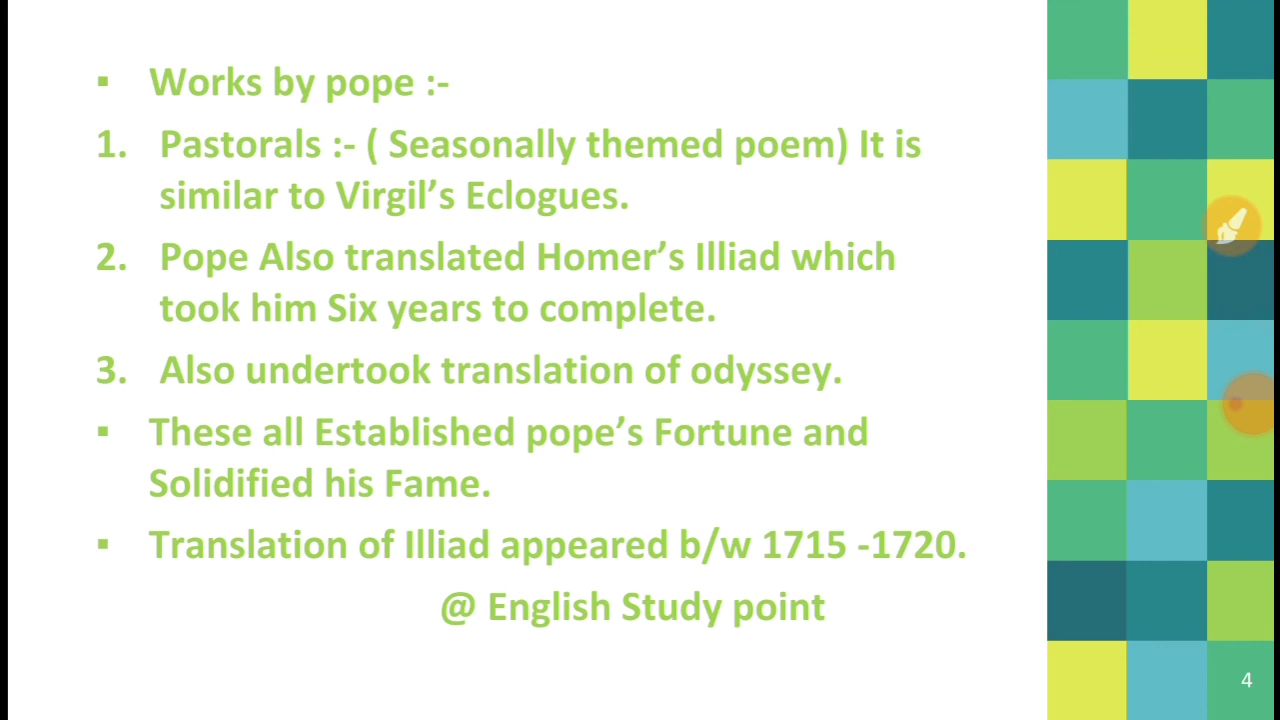 ▪ Works by pope :-
1. Pastorals :- ( Seasonally themed poem) It is
similar to Virgil’s Eclogues.
2. Pope Also translated Homer’s Illiad which
took him Six years to complete.
3. Also undertook translation of odyssey.
▪ These all Established pope’s Fortune and
Solidified his Fame.
▪ Translation of Illiad appeared b/w 1715 -1720.
@ English Study point
4